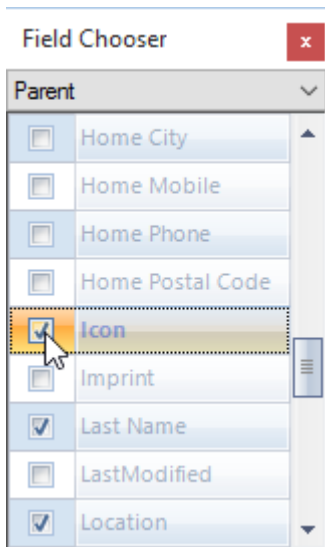 Field Chooser
x
Parent
Home City
Home Mobile
Home Phone
Home Postal Code
Icon
Imprint
Last Name
LastModified
Location